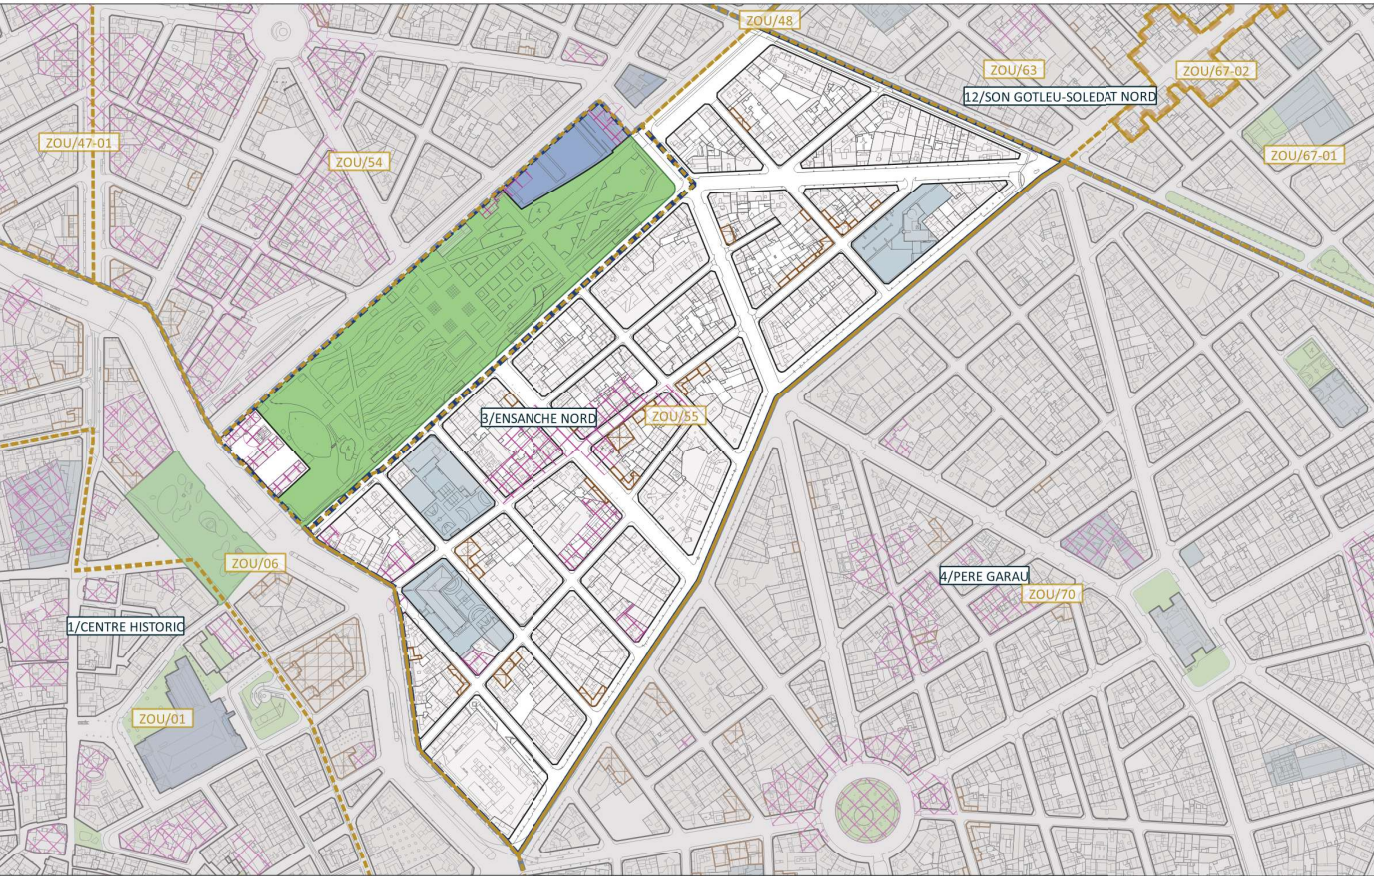 ZOU/48
ZOU/63
ZOU/67-02
12/SON GOTLEU-SOLEDAT NORD
ZOU/47-01
ZOU/54
ZOU/67-01
3/ENSANCHE NORD
ZOU/55
ZOU/06
4/PERE GARAU
ZOU/70
1/CENTRE HISTORIC
ZOU/01